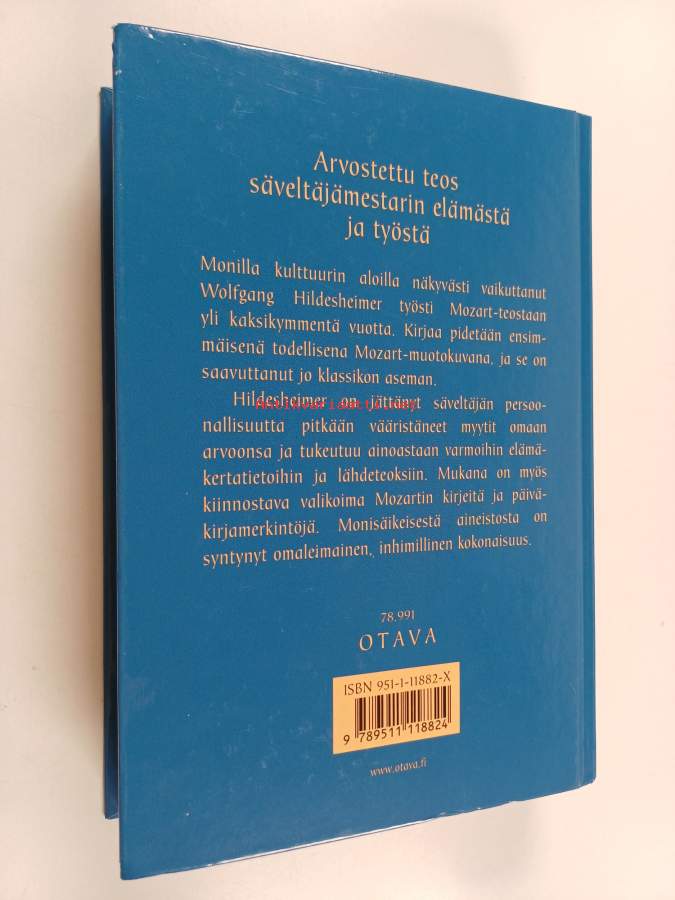 Arvostettu teos
säveltäjämestarin elämästä
ja työstä
Monilla kulttuurin aloilla näkyvästi vaikuttanut
Wolfgang Hildesheimer työsti Mozart-teostaan
yli kaksikymmentä vuotta. Kirjaa pidetään ensim-
mäisenä todellisena Mozart-muotokuvana, ja se on
saavuttanut jo klassikon aseman.
Hildesheimer on jättänyt säveltäjän persoo-
nallisuutta pitkään vääristäneet myytit omaan
arvoonsa ja tukeutuu ainoastaan varmoihin elämä-
kertatietoihin ja lähdeteoksiin. Mukana on myös
kiinnostava valikoima Mozartin kirjeitä ja päivä-
kirjamerkintöjä. Monisäikeisestä aineistosta on
syntynyt omaleimainen, inhimillinen kokonaisuus.
78.991
OTAVA
ISBN 951-1-11882-X
9 789511 118824
www.otava.fi